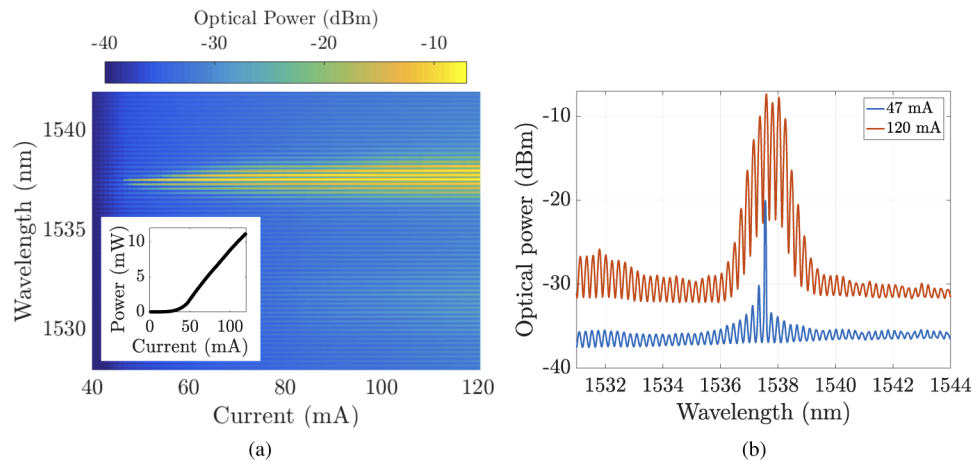 Optical Power (dBm)
-40 -30 -20 -10
1540
1535
1530
Wavelength (nm)
10
5
0
Power (mW)
0 50 100
Current (mA)
40 60 80 100 120
Current (mA)
(a)
47 mA
120 mA
-10
-20
-30
-40
Optical power (dBm)
1532 1534 1536 1538 1540 1542 1544
Wavelength (nm)
(b)